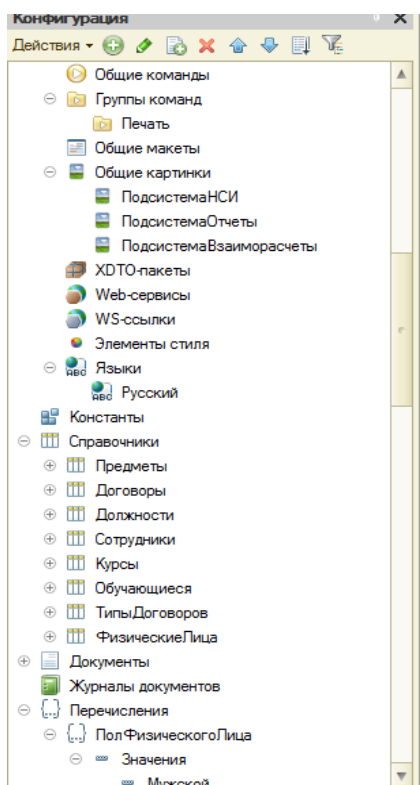 Конфигурация
Действия
Общие команды
Группы команд
Печать
Общие макеты
Общие картинки
ПодсистемаНСИ
ПодсистемаОтчеты
ПодсистемаВзаиморасчеты
XDTO-пакеты
Web-сервисы
WS-ссылки
Элементы стиля
Языки
Русский
Константы
Справочники
Предметы
Договоры
Должности
Сотрудники
Курсы
Обучающиеся
ТипыДоговоров
ФизическиеЛица
Документы
Журналы документов
Перечисления
ПолФизическогоЛица
Значения
Мужской